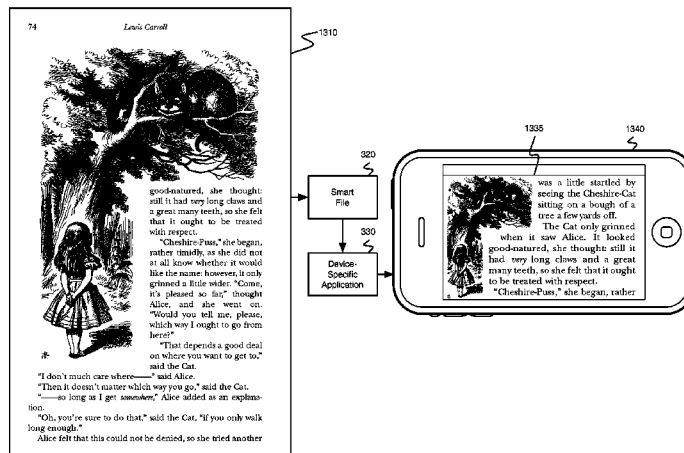 74 Lewis Carroll
1310
good-natured, she thought:
still it had very long claws and
a great many teeth, so she felt
that it ought to be treated
with respect.
"Cheshire-Puss," she began,
rather timidly, as she did not
at all know whether it would
like the name: however, it only
grinned a little wider. "Come,
it's pleased so far," thought
Alice, and she went on.
"Would you tell me, please,
which way I ought to go from
here?"
"That depends a good deal
on where you want to get to,"
said the Cat.
"I don't much care where——" said Alice.
"Then it doesn't matter which way you go," said the Cat.
"——so long as I get somewhere," Alice added as an explana-
tion.
"Oh, you're sure to do that," said the Cat, "if you only walk
long enough."
Alice felt that this could not be denied, so she tried another
320
Smart
File
330
Device-
Specific
Application
1335
1340
was a little startled by
seeing the Cheshire-Cat
sitting on a bough of a
tree a few yards off.
The Cat only grinned
when it saw Alice. It looked
good-natured, she thought: still it
had very long claws and a great
many teeth, so she felt that it ought
to be treated with respect.
"Cheshire-Puss," she began, rather